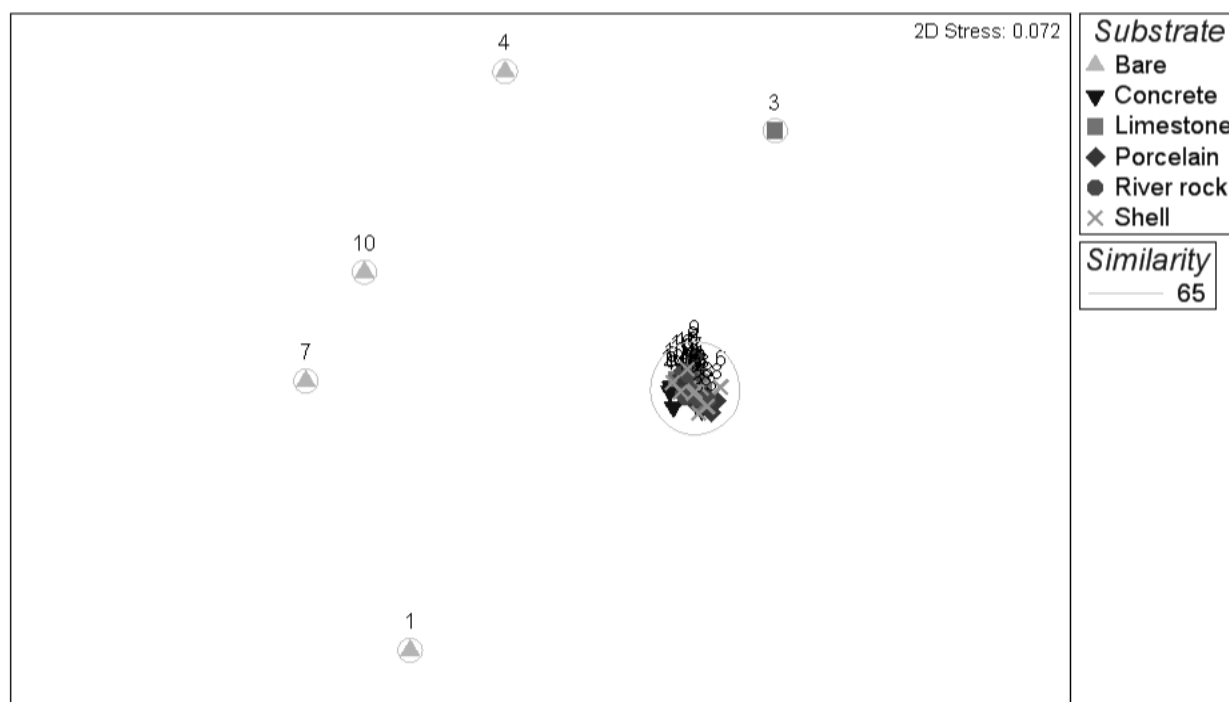 2D Stress: 0.072
4
3
10
7
1
9
6
Substrate
Bare
Concrete
Limestone
Porcelain
River rock
Shell
Similarity
65